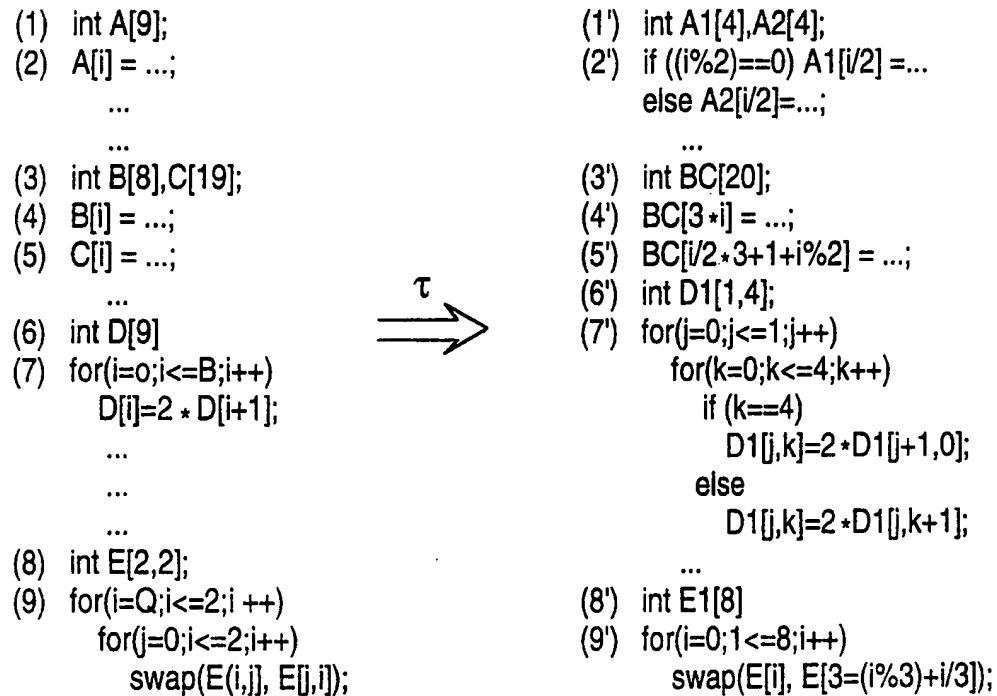 (1) int A[9];
(2) A[i] = ...;
...
...
(3) int B[8],C[19];
(4) B[i] = ...;
(5) C[i] = ...;
...
(6) int D[9]
(7) for(i=o;i<=B;i++)
D[i]=2 * D[i+1];
...
...
...
(8) int E[2,2];
(9) for(i=Q;i<=2;i ++)
for(j=0;i<=2;i++)
swap(E(i,j], E[j,i]);
τ
(1') int A1[4],A2[4];
(2') if ((i%2)==0) A1[i/2] =...
else A2[i/2]=...;
...
(3') int BC[20];
(4') BC[3*i] = ...;
(5') BC[i/2*3+1+i%2] = ...;
(6') int D1[1,4];
(7') for(j=0;j<=1;j++)
for(k=0;k<=4;k++)
if (k==4)
D1[j,k]=2*D1[j+1,0];
else
D1[j,k]=2*D1[j,k+1];
...
(8') int E1[8]
(9') for(i=0;1<=8;i++)
swap(E[i], E[3=(i%3)+i/3]);